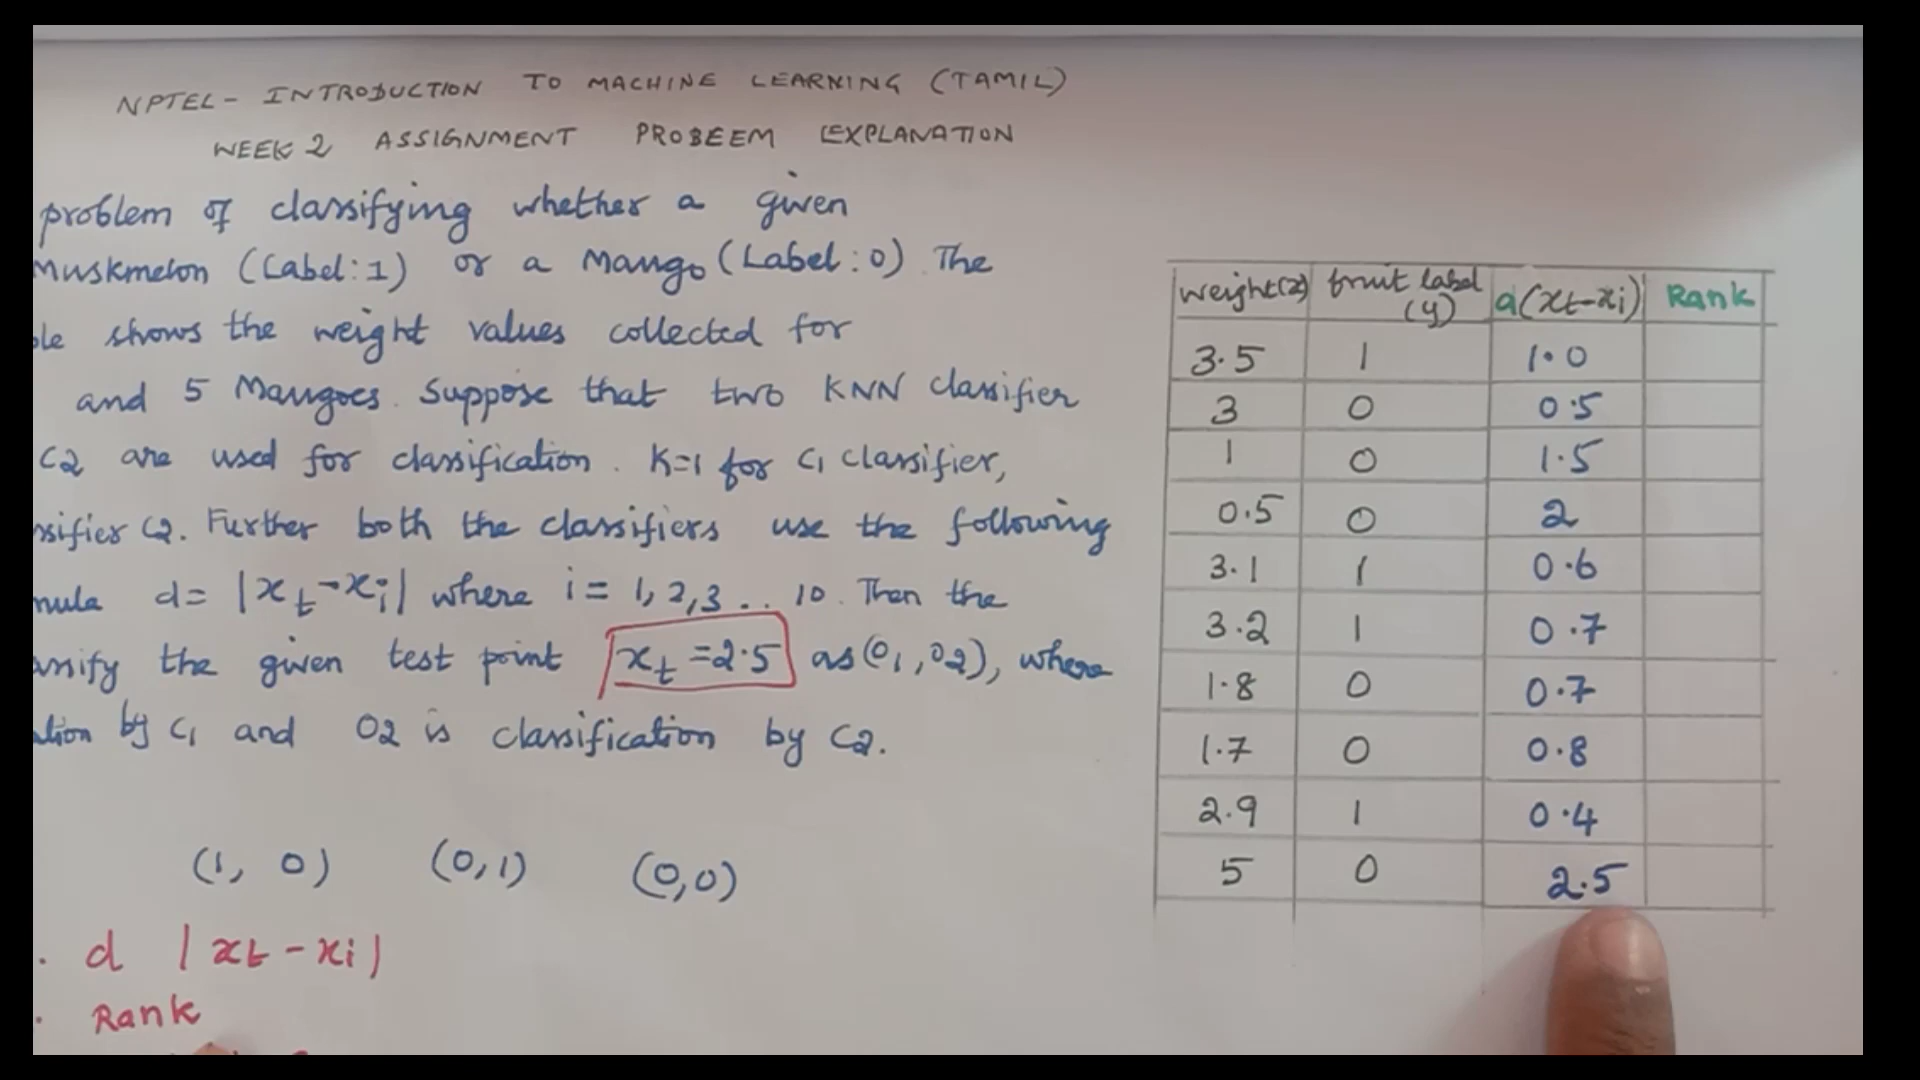 NPTEL - INTRODUCTION TO MACHINE LEARNING (TAMIL)
WEEK 2 ASSIGNMENT PROBEEM EXPLANATION
problem of classifying whether a given
Muskmelon (Label:1) or a Mango (Label:0) The
ble shows the weight values collected for
and 5 Mangoes. Suppose that two KNN classifier
C2 are used for classification. K=1 for C1 classifier,
ssifier C2. Further both the classifiers use the following
mula d= |xt-xi| where i= 1,2,3... 10. Then the
assify the given test point xt=2.5 as (O1,O2), where
ation by C1 and O2 is classification by C2.
(1, 0) (0,1) (0,0)
. d |xt-xi|
. Rank
weight(x) fruit label (y) d(xt-xi) Rank
3.5 1 1.0
3 0 0.5
1 0 1.5
0.5 0 2
3.1 1 0.6
3.2 1 0.7
1.8 0 0.7
1.7 0 0.8
2.9 1 0.4
5 0 2.5